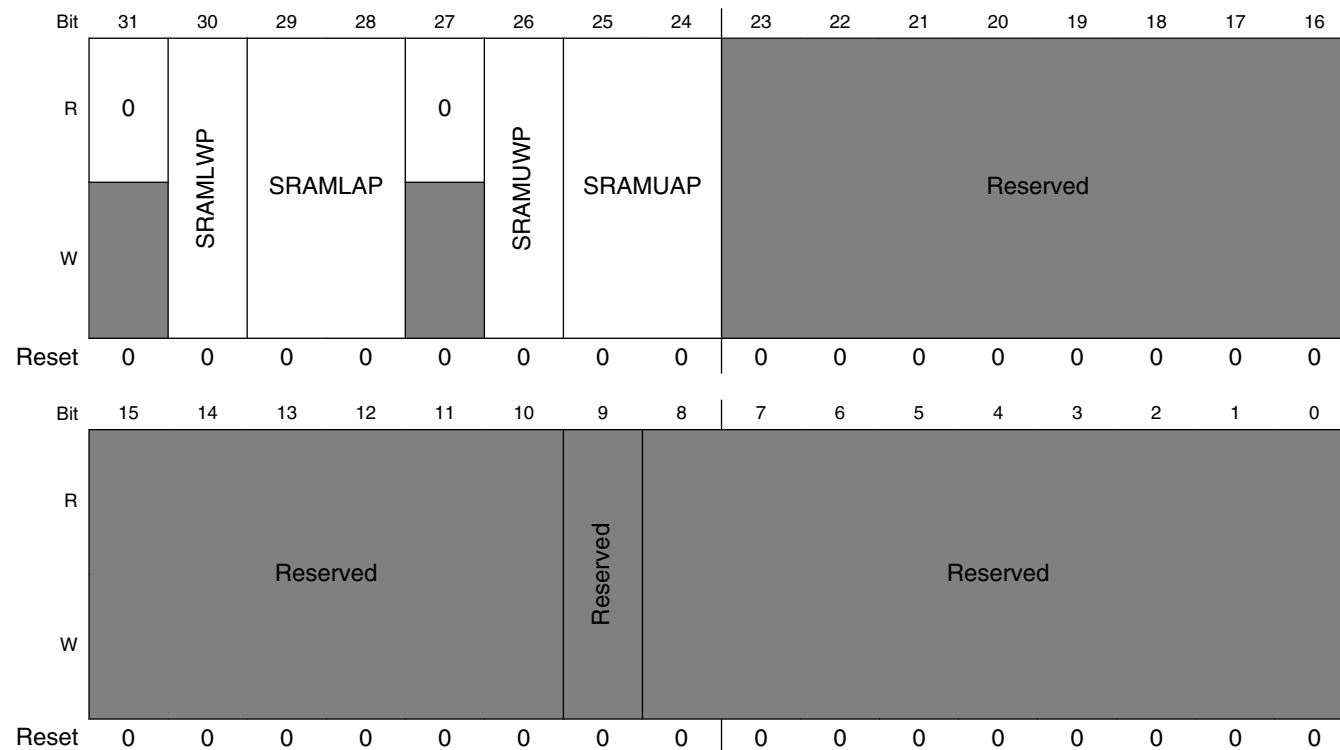 Bit 31 30 29 28 27 26 25 24 23 22 21 20 19 18 17 16
R 0 0
SRAMLWP SRAMLAP SRAMUWP SRAMUAP Reserved
W
Reset 0 0 0 0 0 0 0 0 0 0 0 0 0 0 0 0
Bit 15 14 13 12 11 10 9 8 7 6 5 4 3 2 1 0
R
Reserved Reserved Reserved
W
Reset 0 0 0 0 0 0 0 0 0 0 0 0 0 0 0 0